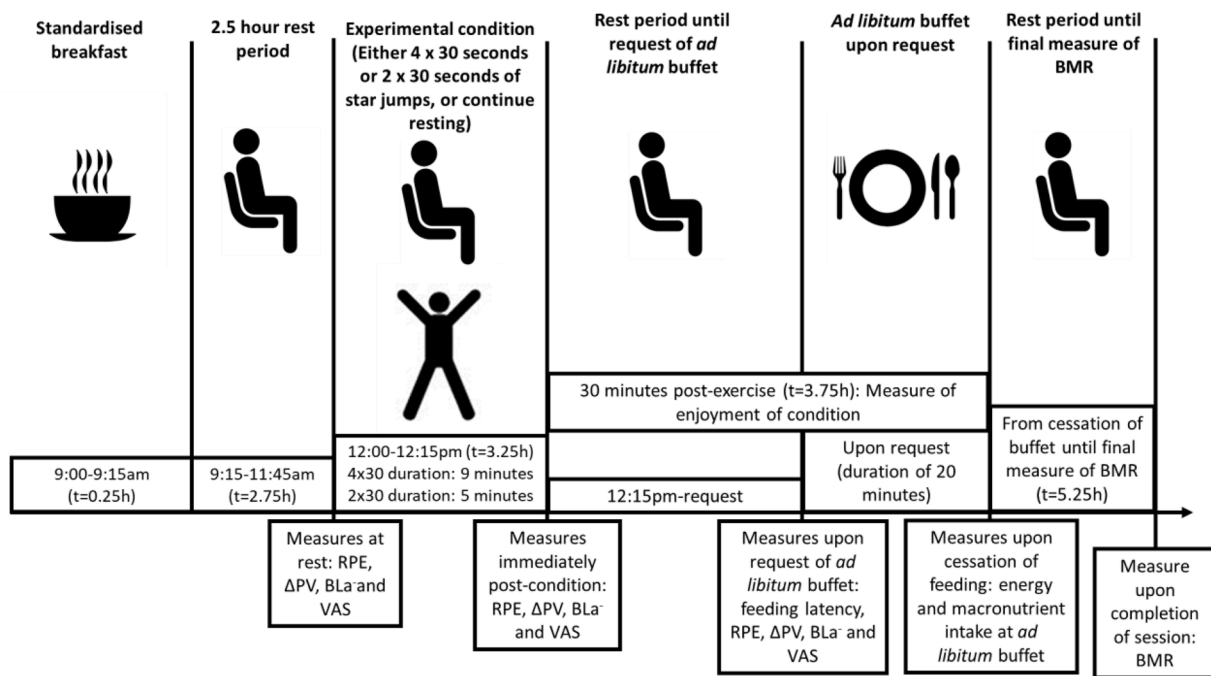 Standardised
breakfast
2.5 hour rest
period
Experimental condition
(Either 4 x 30 seconds
or 2 x 30 seconds of
star jumps, or continue
resting)
Rest period until
request of ad
libitum buffet
Ad libitum buffet
upon request
Rest period until
final measure of
BMR
30 minutes post-exercise (t=3.75h): Measure of
enjoyment of condition
9:00-9:15am
(t=0.25h)
9:15-11:45am
(t=2.75h)
12:00-12:15pm (t=3.25h)
4x30 duration: 9 minutes
2x30 duration: 5 minutes
12:15pm-request
Upon request
(duration of 20
minutes)
From cessation of
buffet until final
measure of BMR
(t=5.25h)
Measures at
rest: RPE,
ΔPV, BLa⁻and
VAS
Measures
immediately
post-condition:
RPE, ΔPV, BLa⁻
and VAS
Measures upon
request of ad
libitum buffet:
feeding latency,
RPE, ΔPV, BLa⁻ and
VAS
Measures upon
cessation of
feeding: energy
and macronutrient
intake at ad
libitum buffet
Measure
upon
completion
of session:
BMR